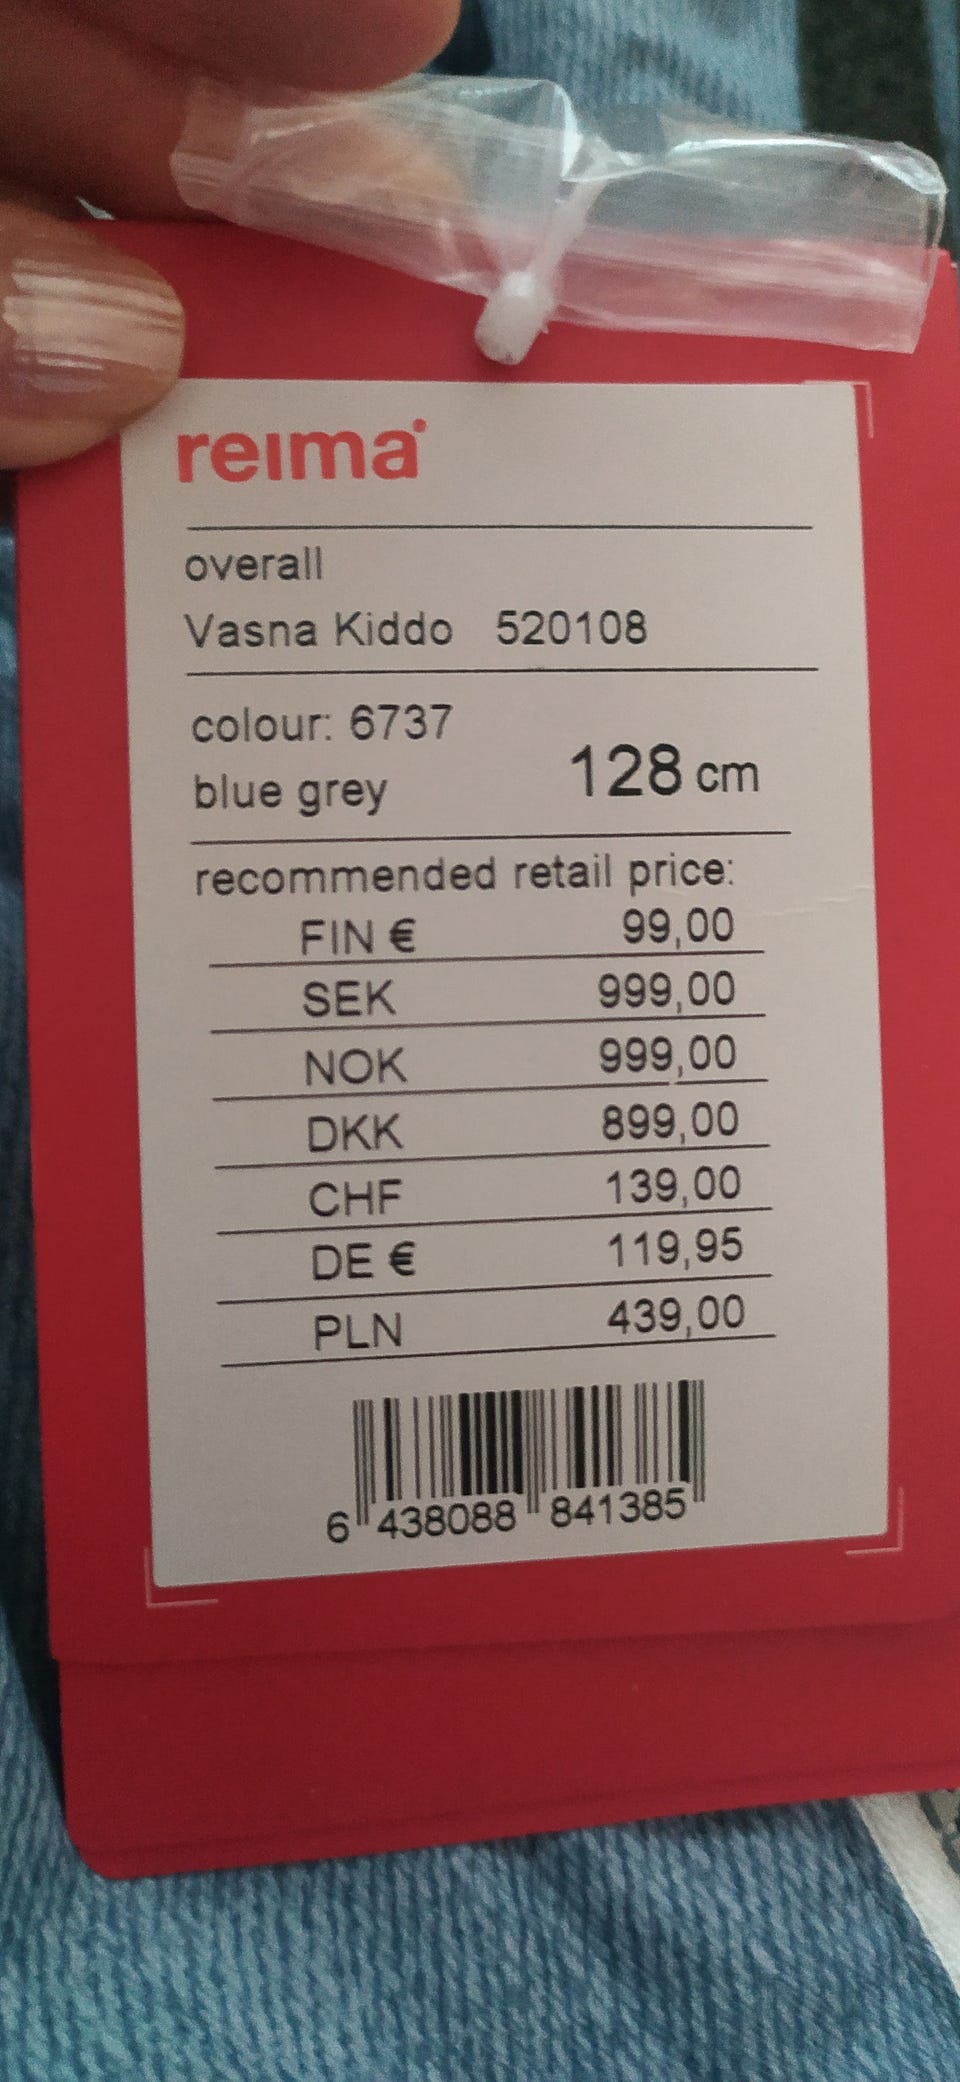 reima
overall
Vasna Kiddo 520108
colour: 6737
blue grey 128 cm
recommended retail price:
FIN € 99,00
SEK 999,00
NOK 999,00
DKK 899,00
CHF 139,00
DE € 119,95
PLN 439,00
6 438088 841385